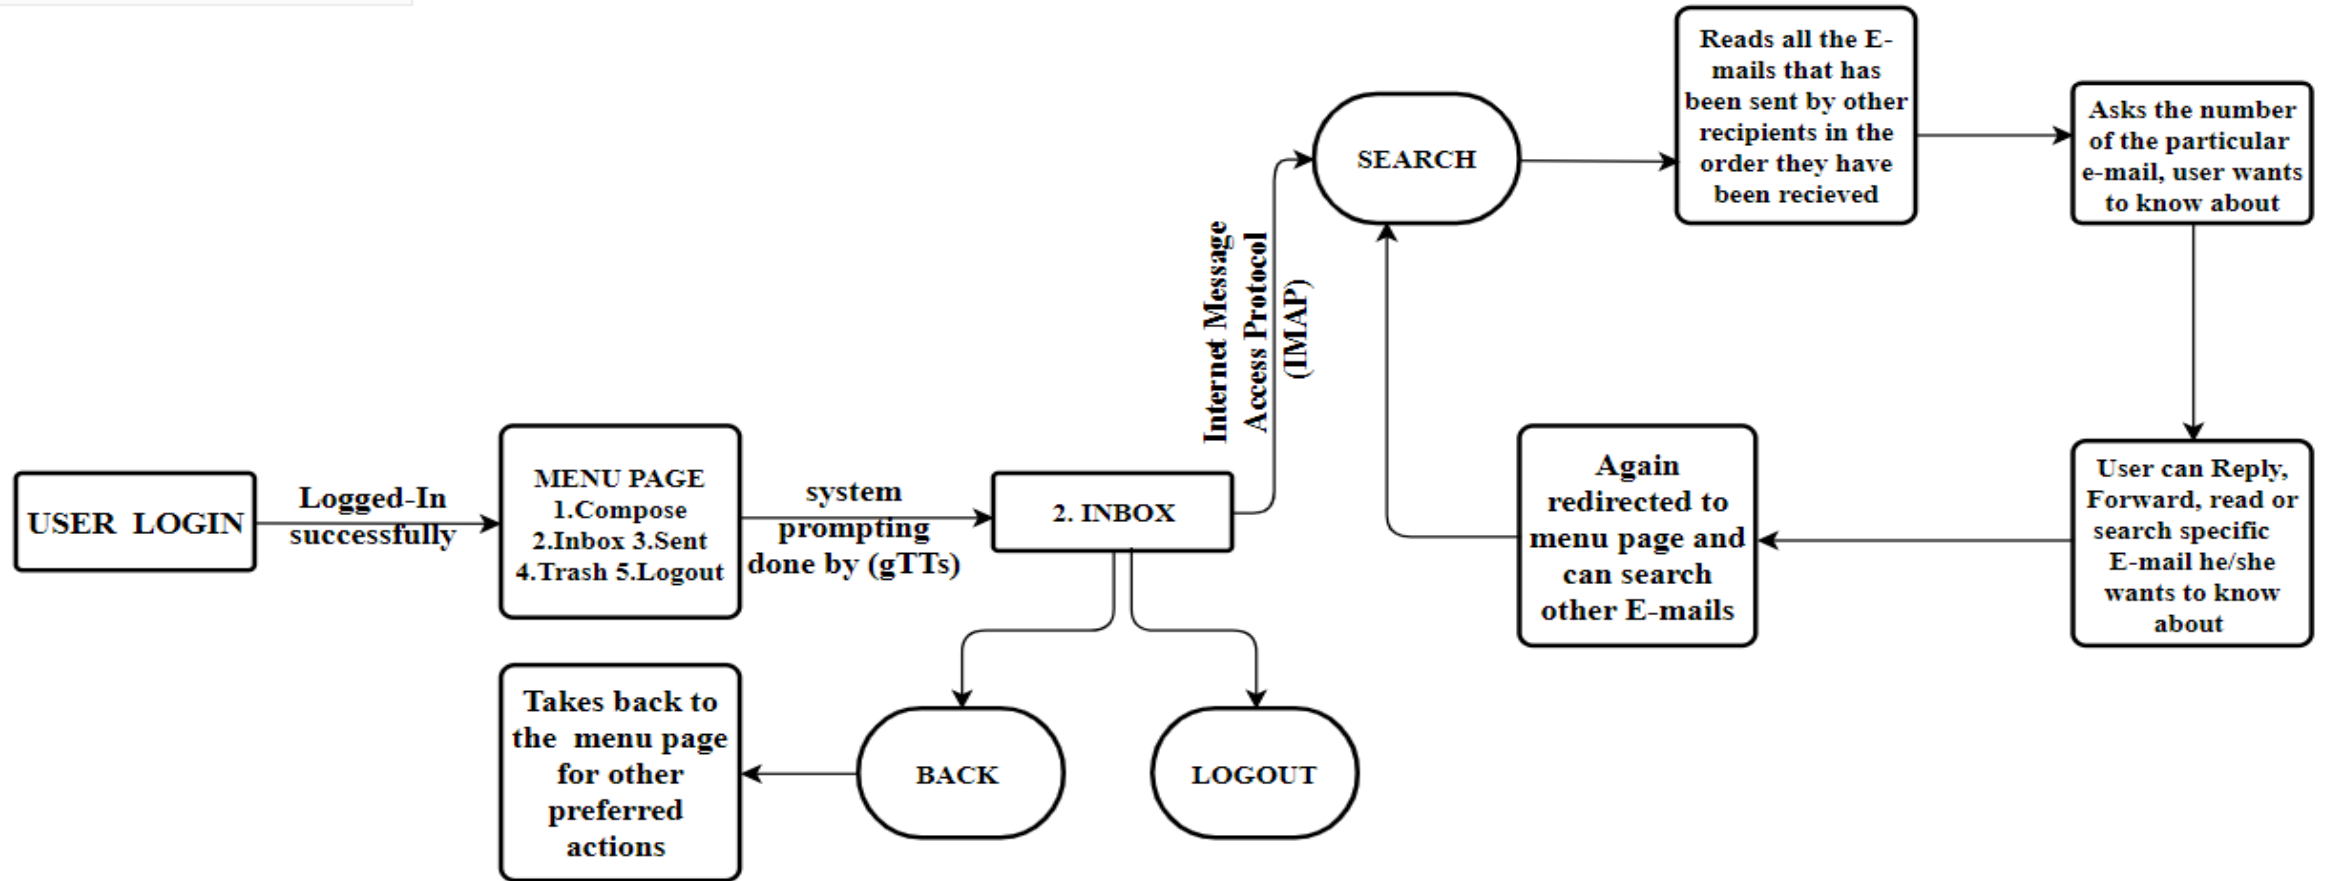 USER LOGIN
Logged-In
successfully
MENU PAGE
1.Compose
2.Inbox 3.Sent
4.Trash 5.Logout
system
prompting
done by (gTTs)
2. INBOX
Internet Message
Access Protocol
(IMAP)
SEARCH
Reads all the E-
mails that has
been sent by other
recipients in the
order they have
been recieved
Asks the number
of the particular
e-mail, user wants
to know about
User can Reply,
Forward, read or
search specific
E-mail he/she
wants to know
about
Again
redirected to
menu page and
can search
other E-mails
BACK
LOGOUT
Takes back to
the menu page
for other
preferred
actions